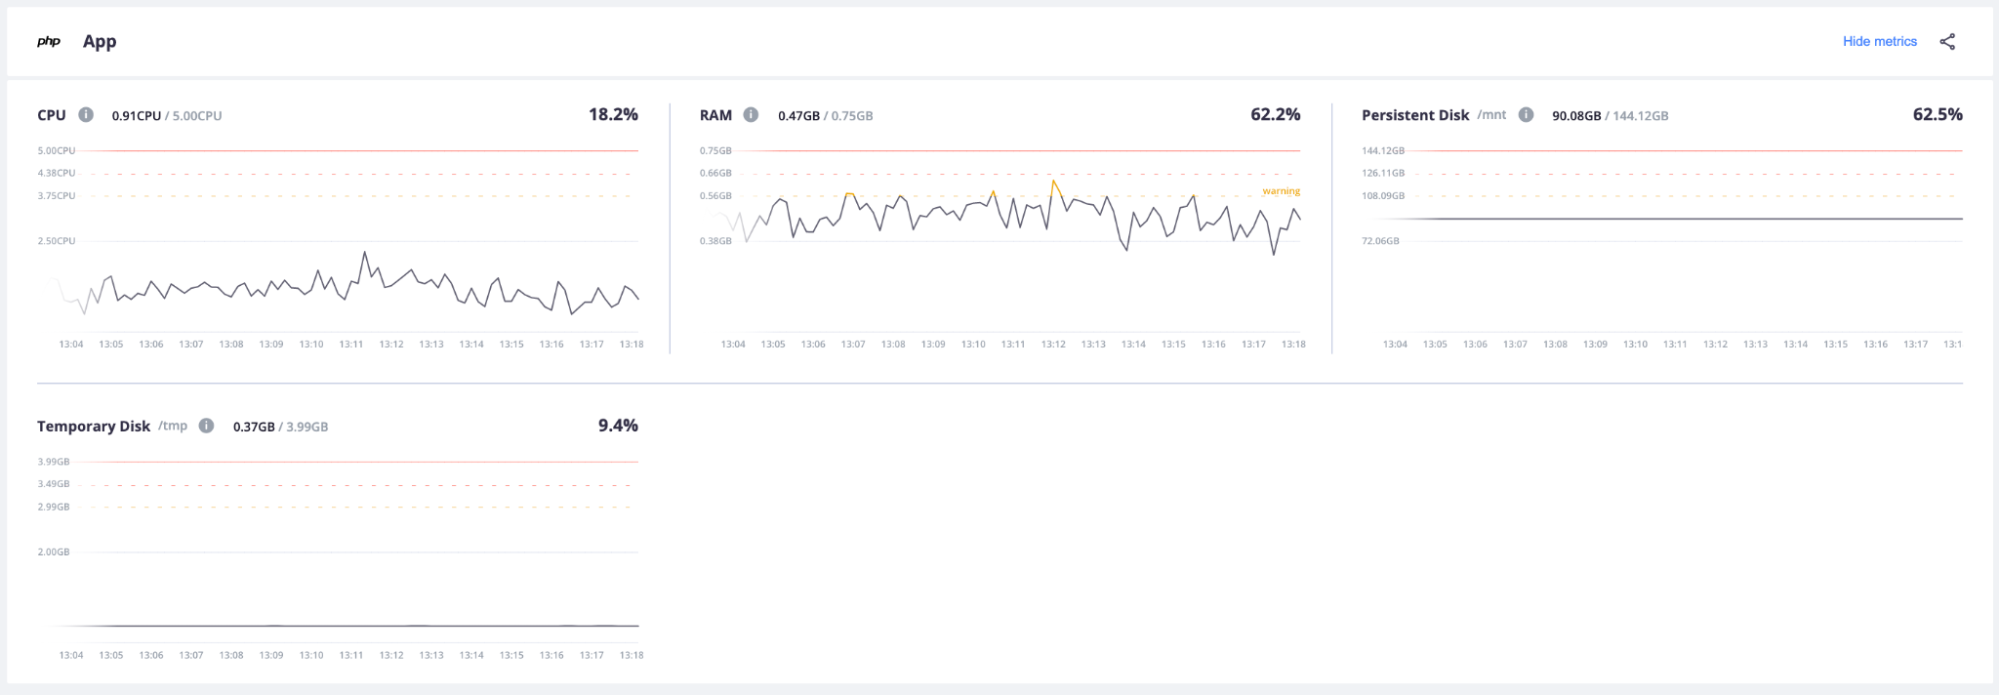 php App Hide metrics
CPU i 0.91CPU / 5.00CPU 18.2%
5.00CPU
4.38CPU
3.75CPU
2.50CPU
13:04 13:05 13:06 13:07 13:08 13:09 13:10 13:11 13:12 13:13 13:14 13:15 13:16 13:17 13:18
RAM i 0.47GB / 0.75GB 62.2%
0.75GB
0.66GB
warning
0.56GB
0.38GB
13:04 13:05 13:06 13:07 13:08 13:09 13:10 13:11 13:12 13:13 13:14 13:15 13:16 13:17 13:18
Persistent Disk /mnt i 90.08GB / 144.12GB 62.5%
144.12GB
126.11GB
108.09GB
72.06GB
13:04 13:05 13:06 13:07 13:08 13:09 13:10 13:11 13:12 13:13 13:14 13:15 13:16 13:17 13:1
Temporary Disk /tmp i 0.37GB / 3.99GB 9.4%
3.99GB
3.49GB
2.99GB
2.00GB
13:04 13:05 13:06 13:07 13:08 13:09 13:10 13:11 13:12 13:13 13:14 13:15 13:16 13:17 13:18